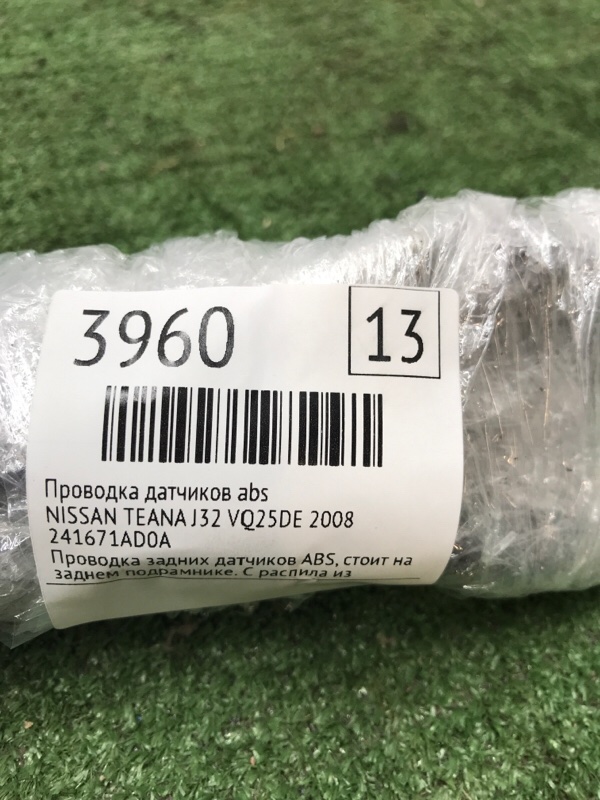 3960
13
Проводка датчиков abs
NISSAN TEANA J32 VQ25DE 2008
241671AD0A
Проводка задних датчиков ABS, стоит на
заднем подрамнике. С распила из